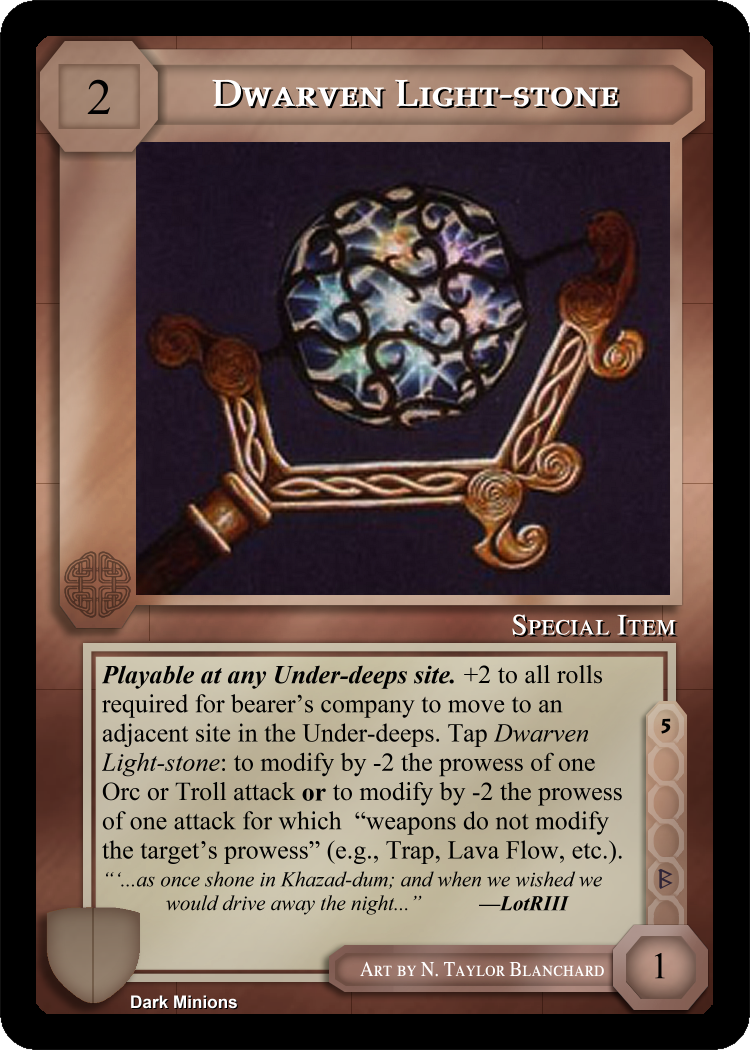 2
Dwarven Light-stone
Special Item
Playable at any Under-deeps site. +2 to all rolls
required for bearer’s company to move to an
adjacent site in the Under-deeps. Tap Dwarven
Light-stone: to modify by -2 the prowess of one
Orc or Troll attack or to modify by -2 the prowess
of one attack for which “weapons do not modify
the target’s prowess” (e.g., Trap, Lava Flow, etc.).
“‘...as once shone in Khazad-dum; and when we wished we
would drive away the night...” —LotRIII
5
ᛒ
Art by N. Taylor Blanchard
1
Dark Minions